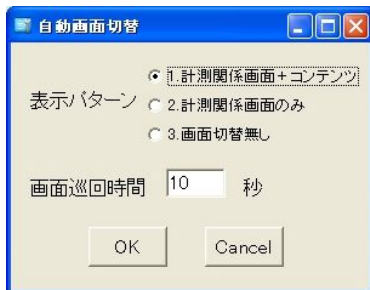 自動画面切替
表示パターン
1.計測関係画面+コンテンツ
2.計測関係画面のみ
3.画面切替無し
画面巡回時間 10 秒
OK Cancel